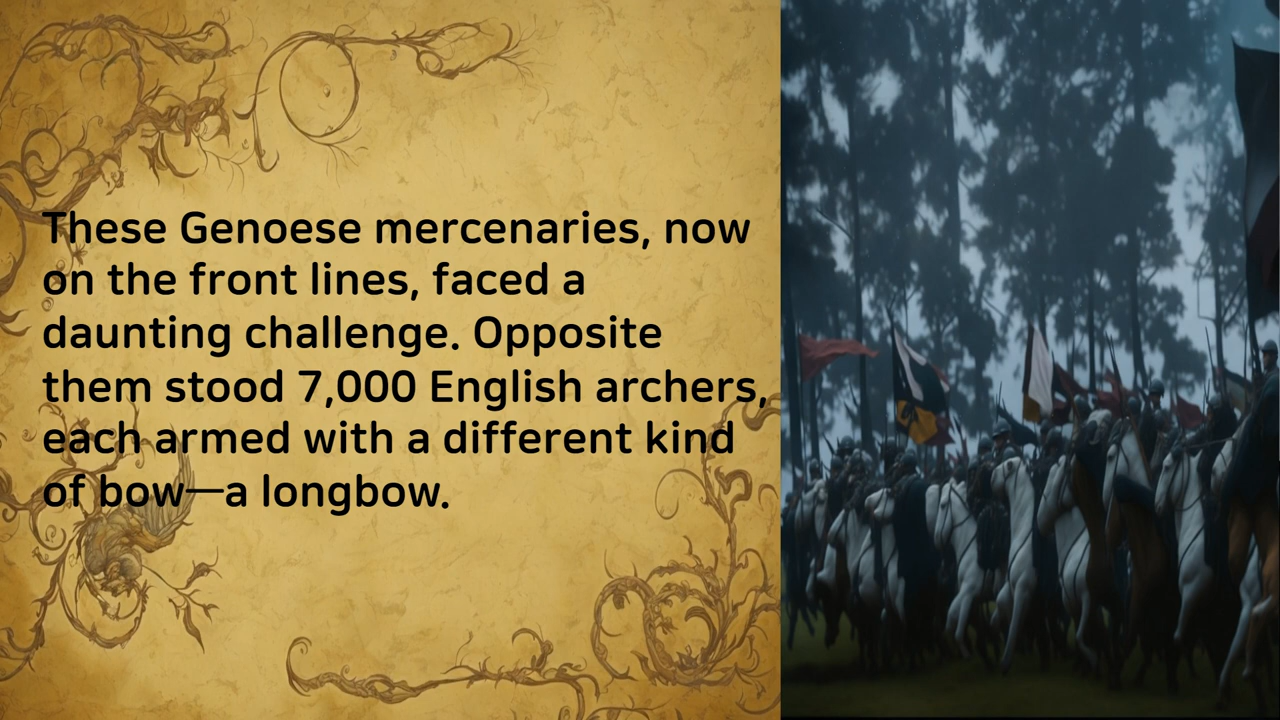 These Genoese mercenaries, now
on the front lines, faced a
daunting challenge. Opposite
them stood 7,000 English archers,
each armed with a different kind
of bow—a longbow.